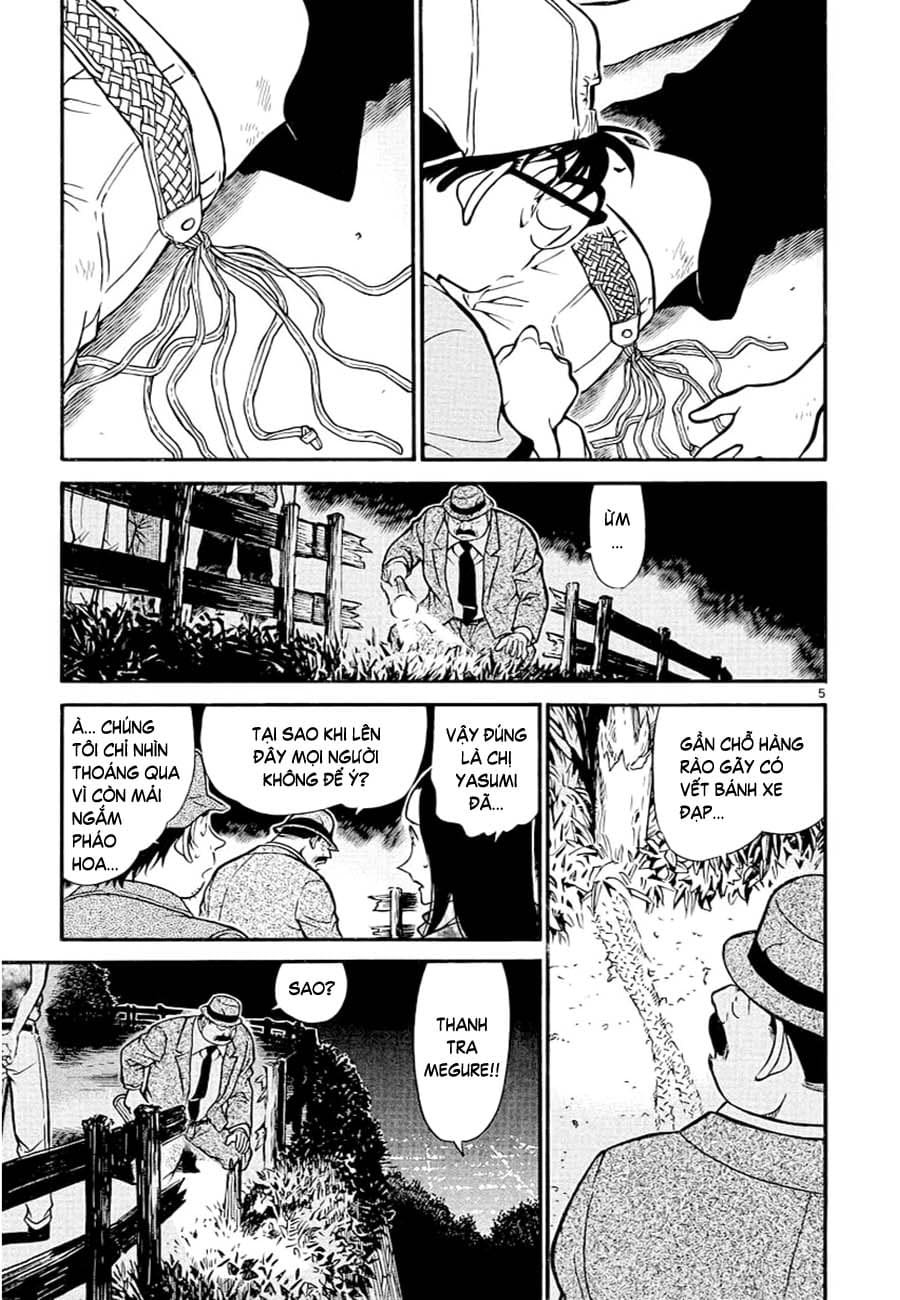 ỪM
...
5
GẦN CHỖ HÀNG
RÀO GÃY CÓ
VẾT BÁNH XE
ĐẠP...
VẬY ĐÚNG
LÀ CHỊ
YASUMI
ĐÃ...
TẠI SAO KHI LÊN
ĐÂY MỌI NGƯỜI
KHÔNG ĐỂ Ý?
À... CHÚNG
TÔI CHỈ NHÌN
THOÁNG QUA
VÌ CÒN MẢI
NGẮM
PHÁO
HOA...
THANH
TRA
MEGURE!!
SAO?